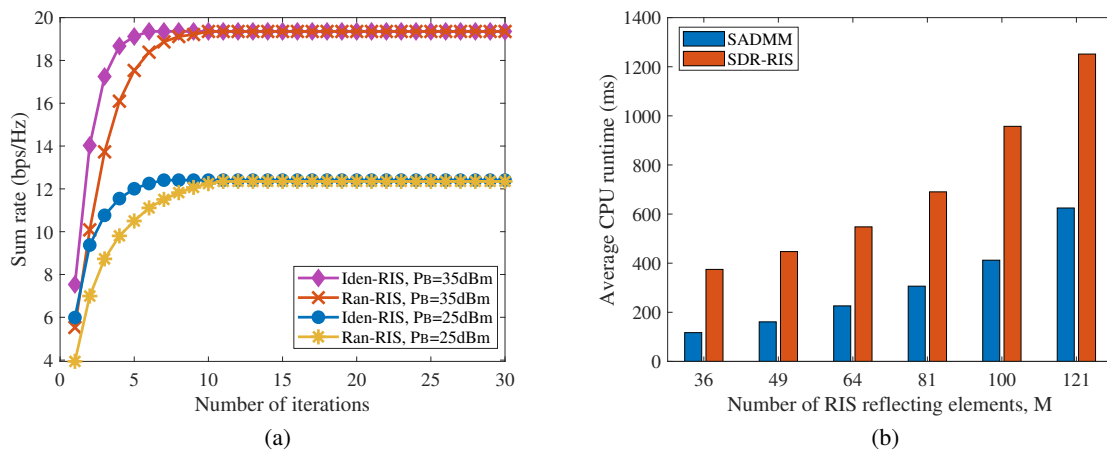 20
18
16
14
12
10
8
6
4
0
5
10
15
20
25
30
Sum rate (bps/Hz)
Number of iterations
Iden-RIS, PB=35dBm
Ran-RIS, PB=35dBm
Iden-RIS, PB=25dBm
Ran-RIS, PB=25dBm
(a)
1400
1200
1000
800
600
400
200
0
36
49
64
81
100
121
Average CPU runtime (ms)
Number of RIS reflecting elements, M
SADMM
SDR-RIS
(b)